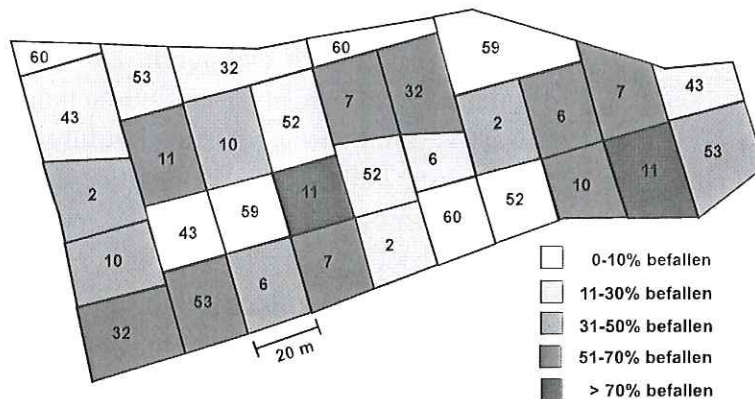 60 53 32 60 59
43 11 10 52 7 32 2 6 7 43
2 43 59 11 52 6 10 11 53
10 53 6 7 2 60 52
32
20 m
0-10% befallen
11-30% befallen
31-50% befallen
51-70% befallen
> 70% befallen